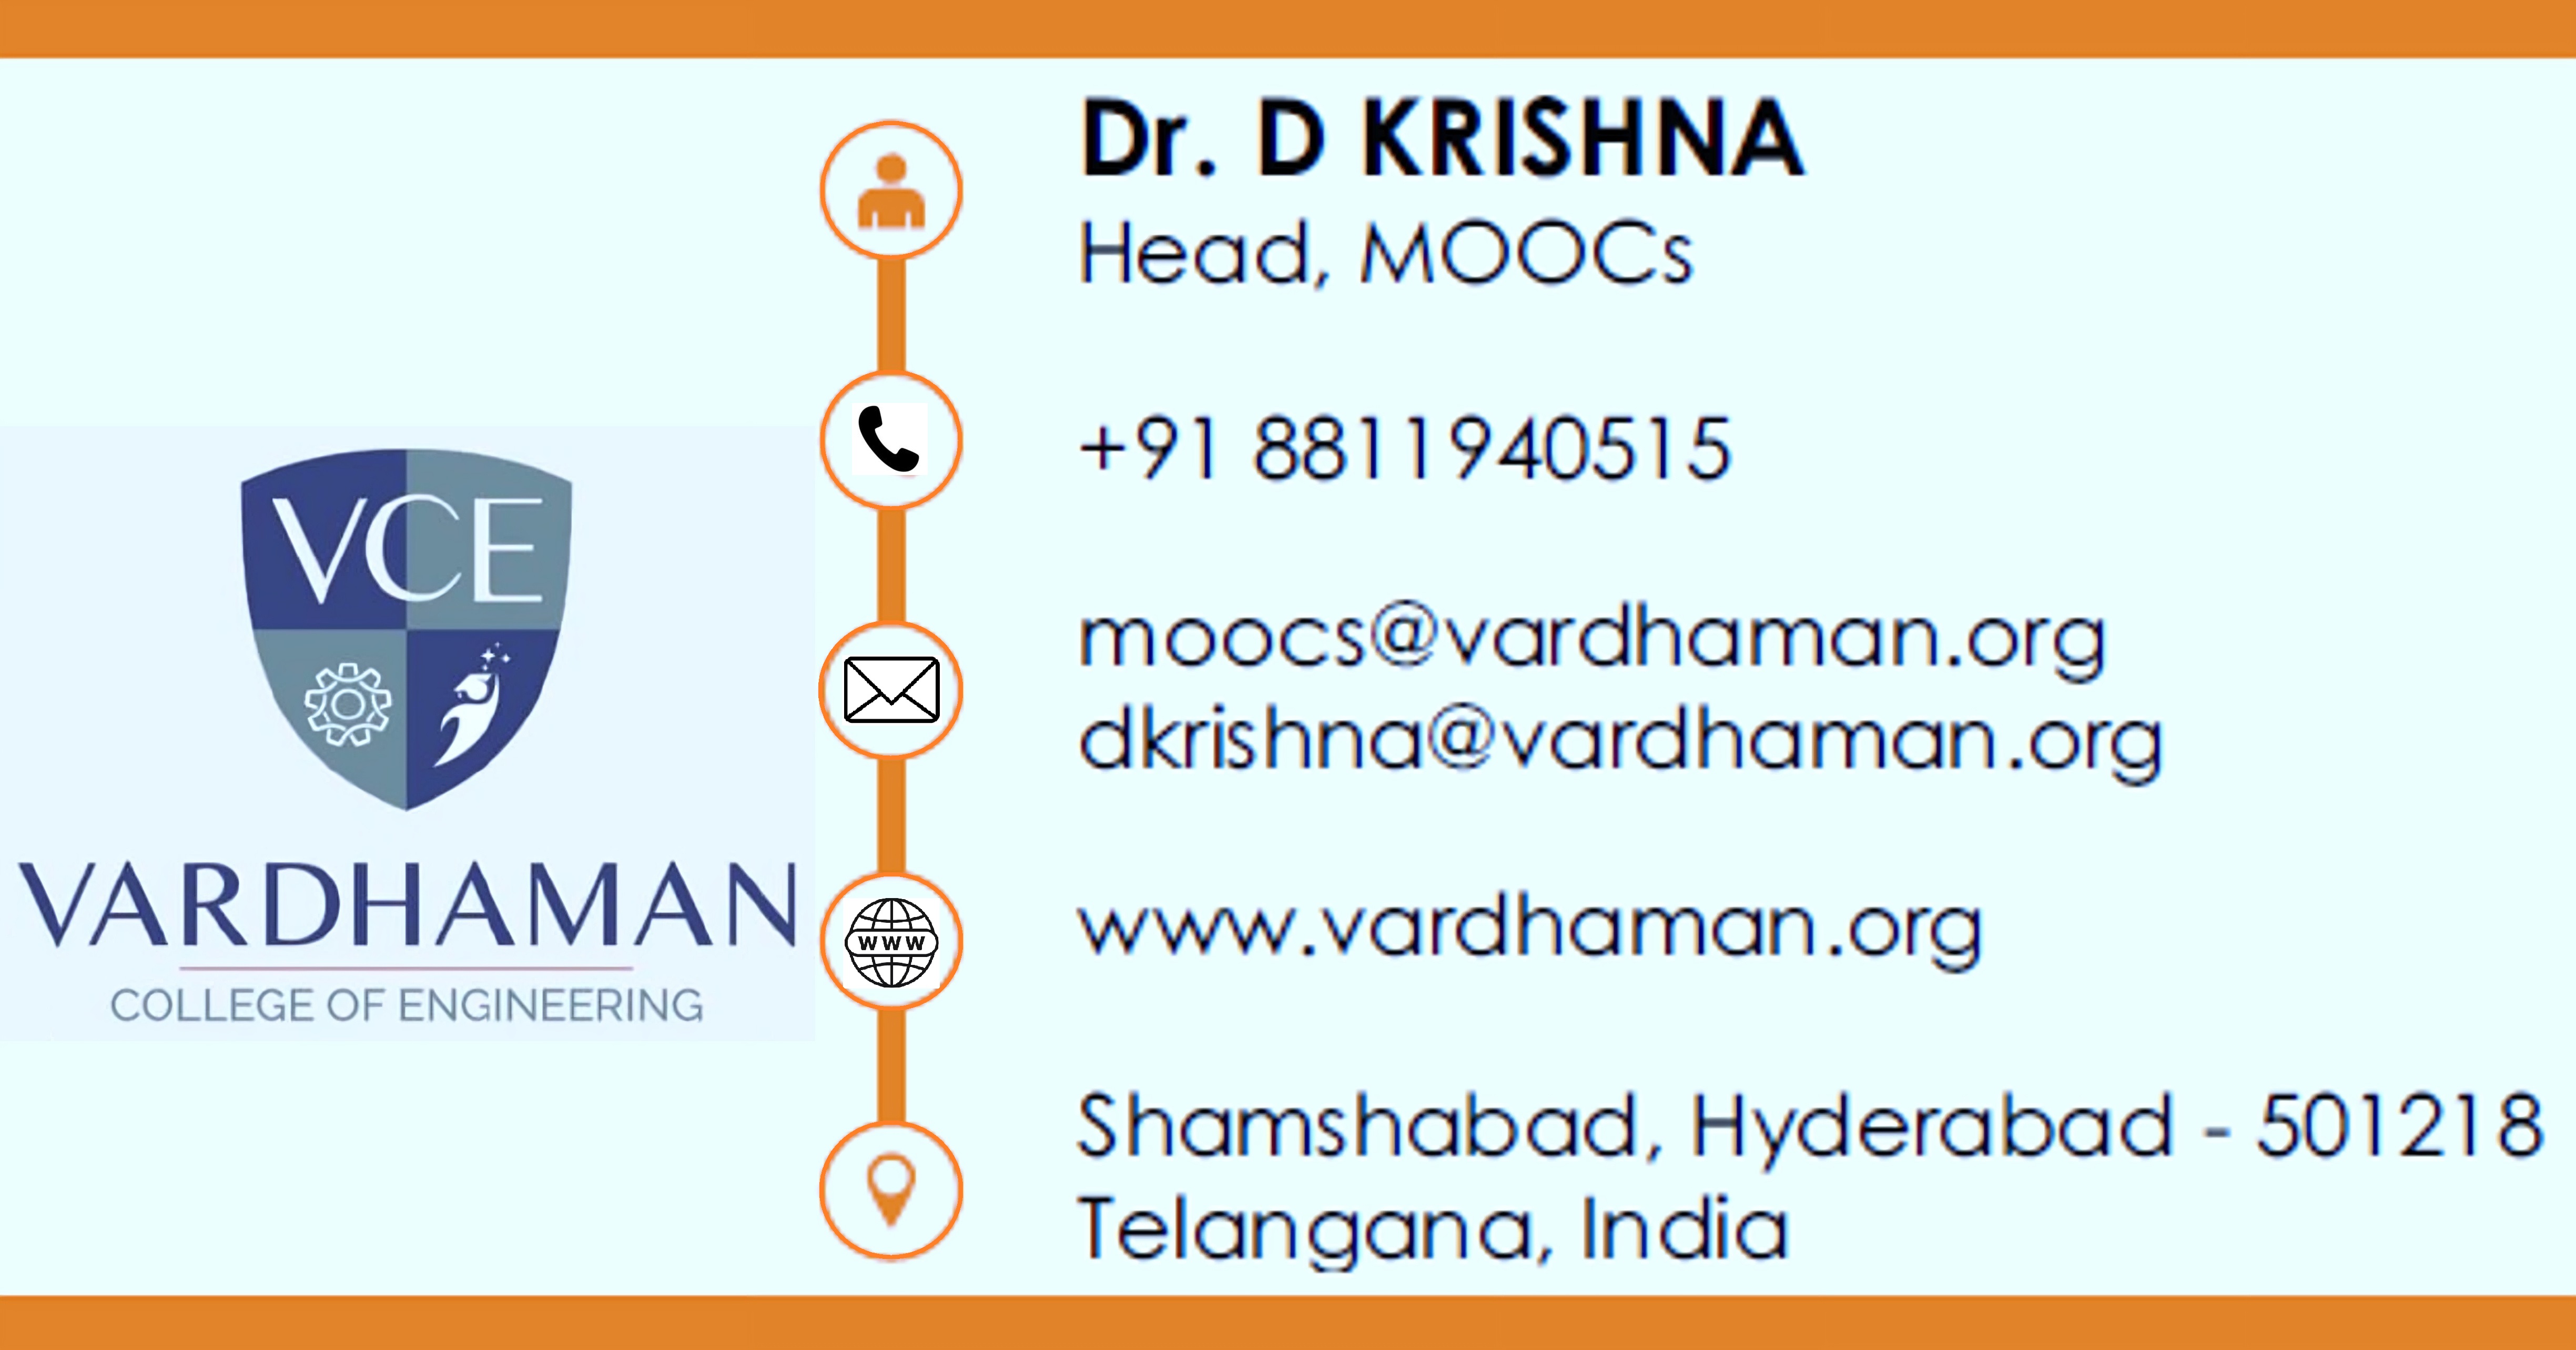 VCE
VARDHAMAN
COLLEGE OF ENGINEERING
Dr. D KRISHNA
Head, MOOCs
+91 8811940515
moocs@vardhaman.org
dkrishna@vardhaman.org
WWW
www.vardhaman.org
Shamshabad, Hyderabad - 501218
Telangana, India